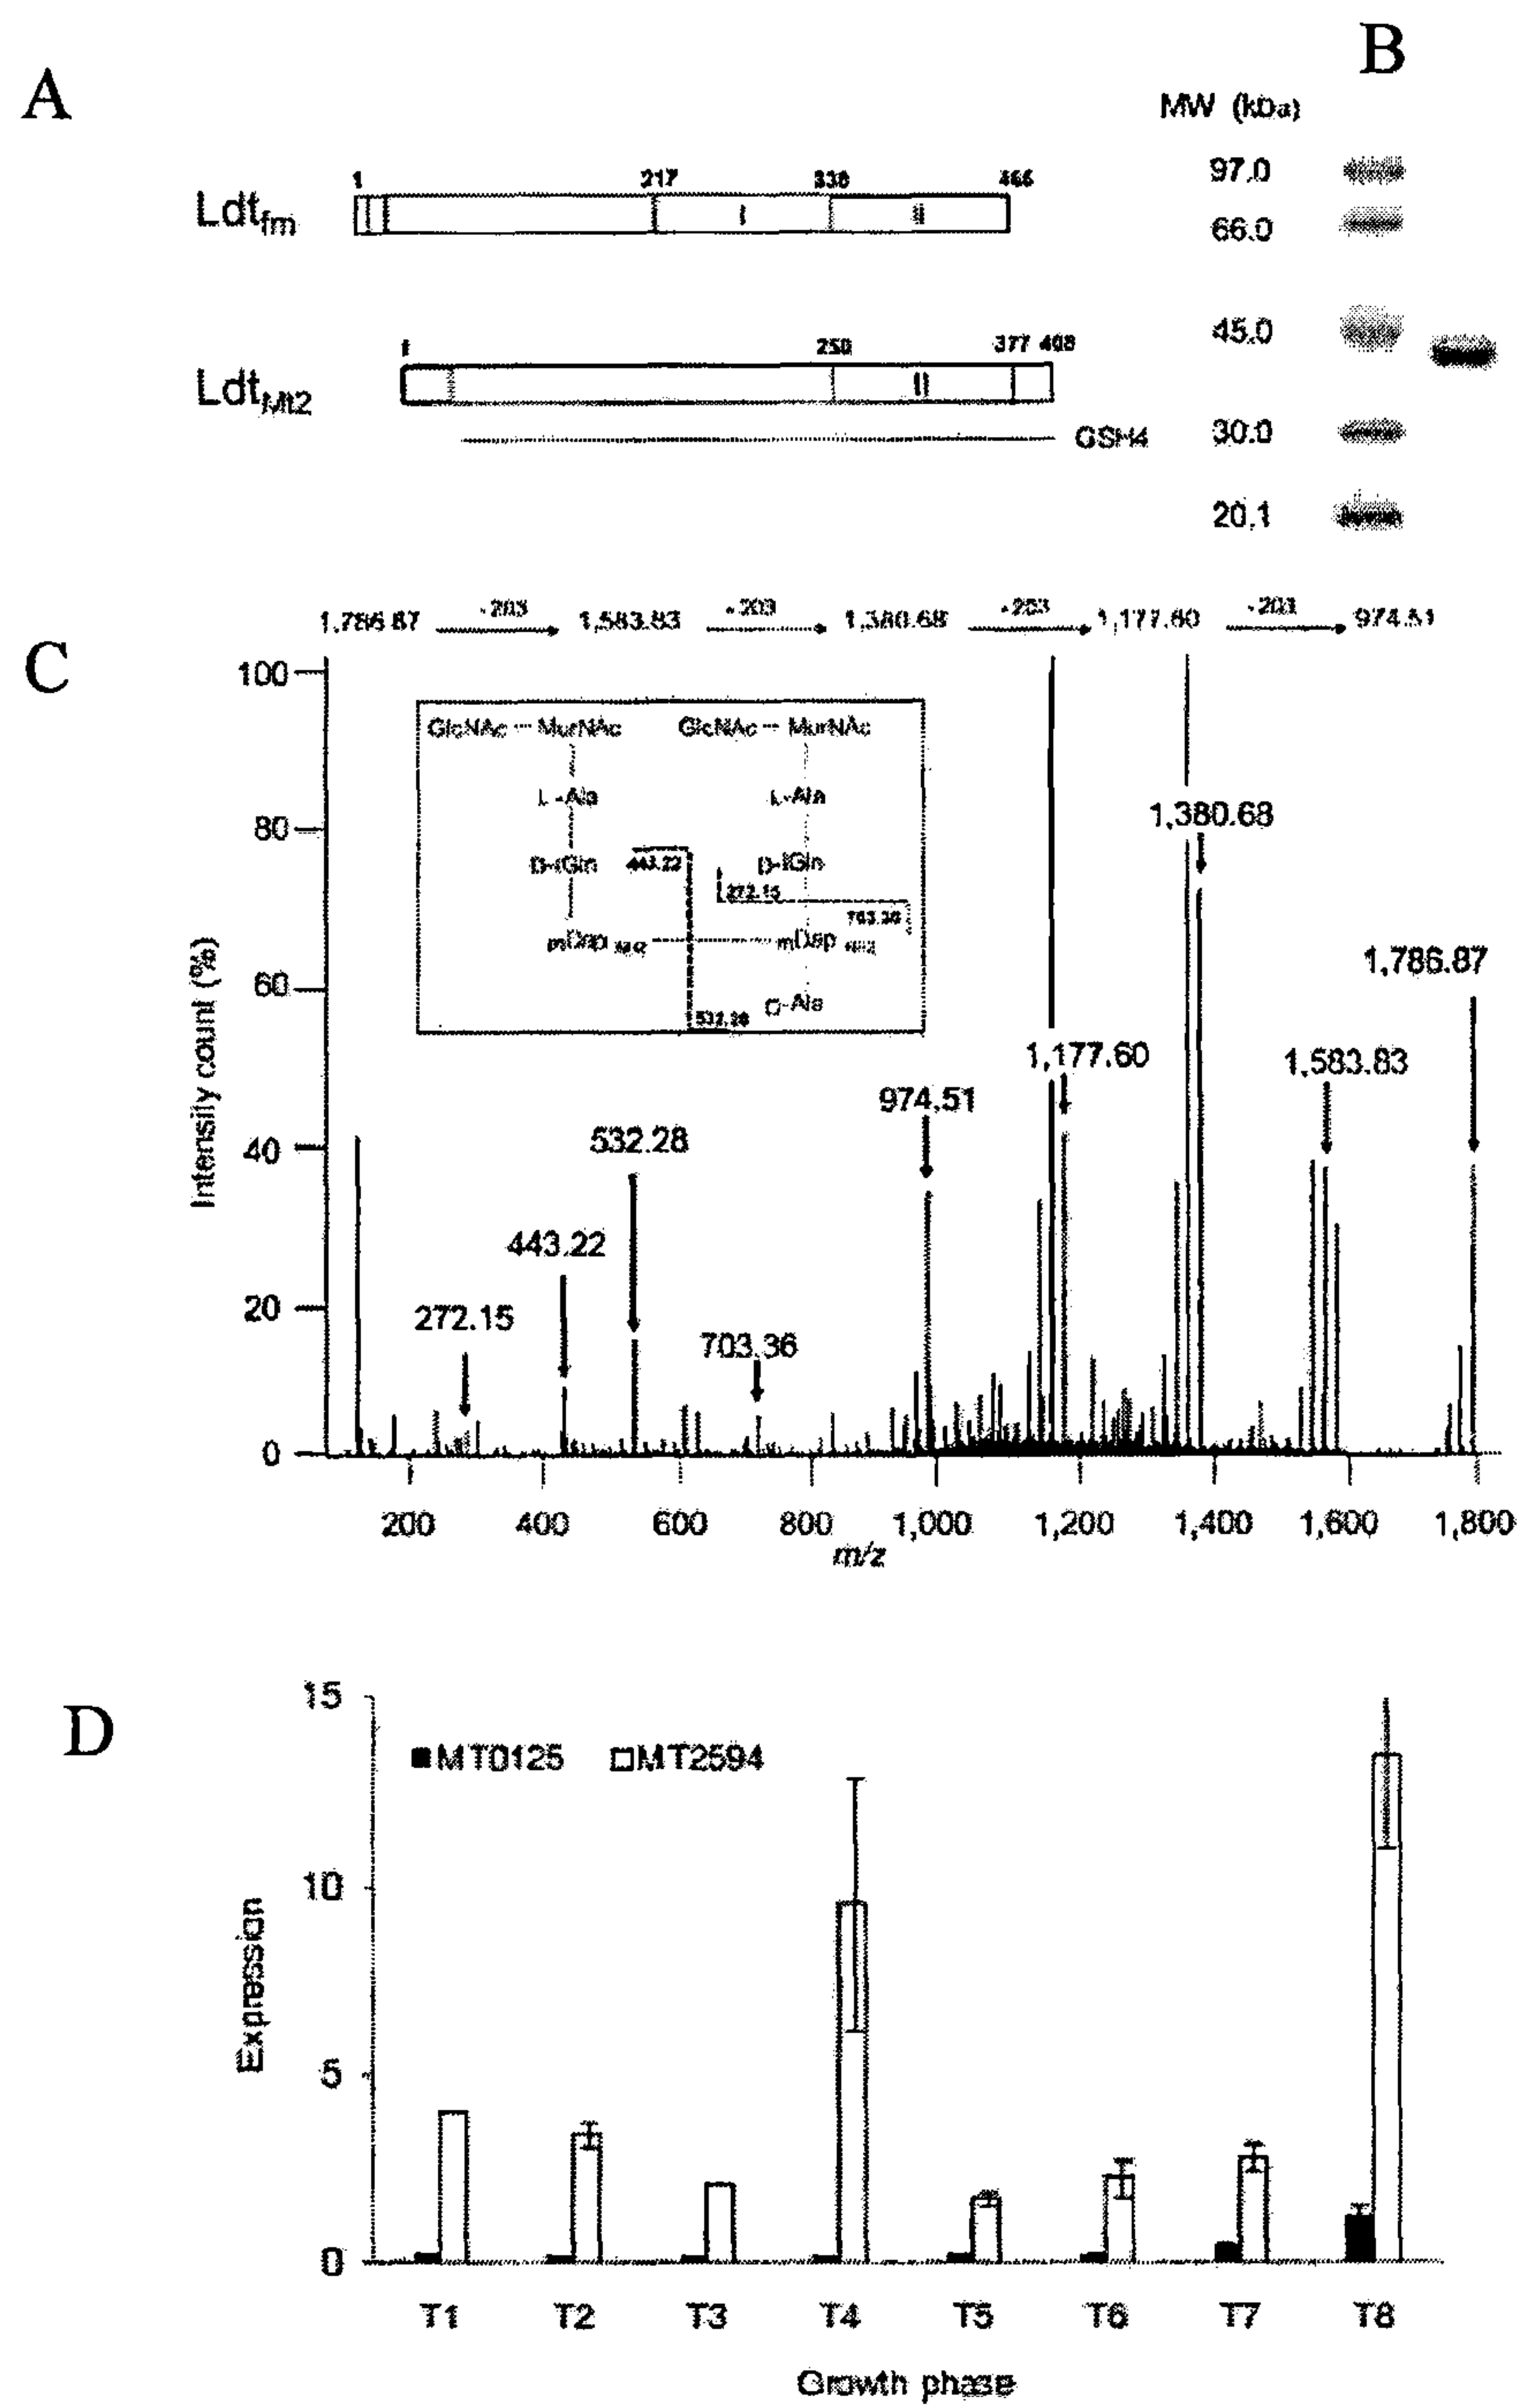 A
B
MW (kDa)
Ldtfm
1 217 338 466
I II
LdtMt2
1 250 377 408
II
GSH4
97.0
66.0
45.0
30.0
20.1
C
1,786.87 -203 1,583.83 -203 1,380.68 -203 1,177.60 -203 974.51
GlcNAc MurNAc GlcNAc MurNAc
L-Ala L-Ala
D-iGln 443.22 D-iGln
272.15
703.36
mDap NH2 mDap NH2
532.28 D-Ala
Intensity count (%)
100
80
60
40
20
0
272.15
443.22
532.28
703.36
974.51
1,177.60
1,380.68
1,583.83
1,786.87
200 400 600 800 1,000 1,200 1,400 1,600 1,800
m/z
D
MT0125 MT2594
Expression
15
10
5
0
T1 T2 T3 T4 T5 T6 T7 T8
Growth phase